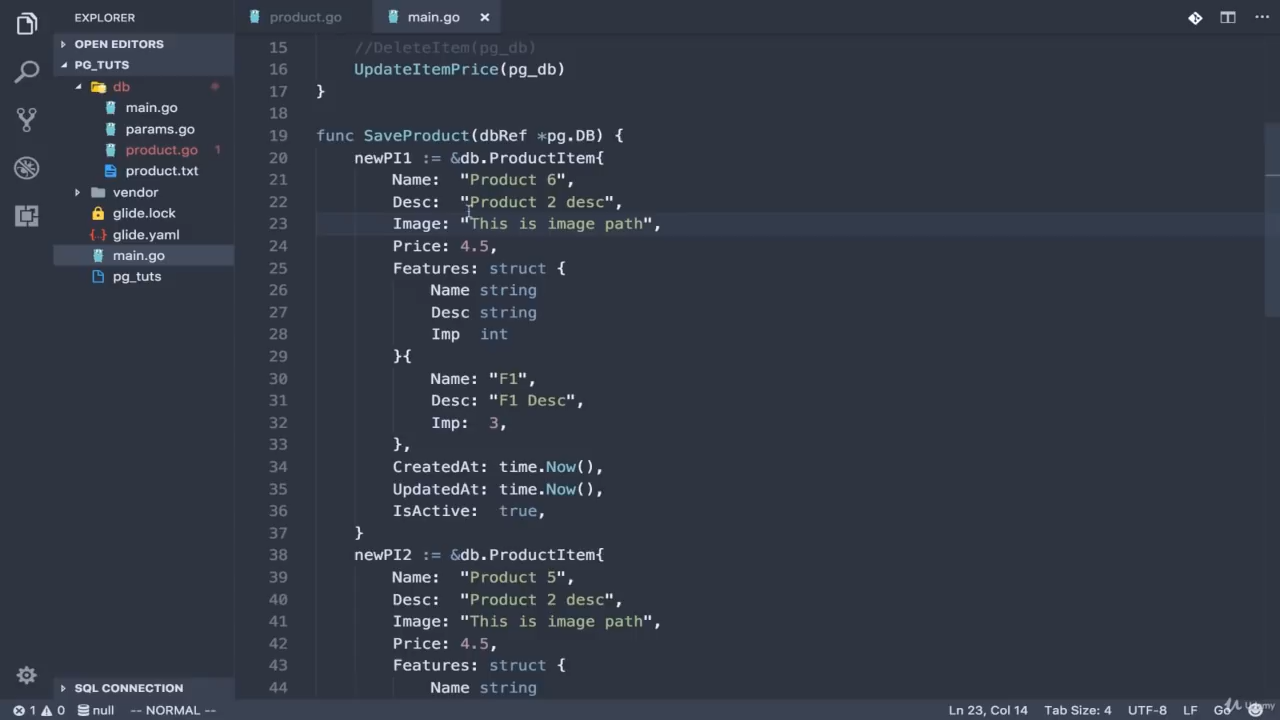 EXPLORER
OPEN EDITORS
PG_TUTS
db
main.go
params.go
product.go 1
product.txt
vendor
glide.lock
glide.yaml
main.go
pg_tuts
SQL CONNECTION
product.go main.go
15 //DeleteItem(pg_db)
16 UpdateItemPrice(pg_db)
17 }
18
19 func SaveProduct(dbRef *pg.DB) {
20 newPI1 := &db.ProductItem{
21 Name: "Product 6",
22 Desc: "Product 2 desc",
23 Image: "This is image path",
24 Price: 4.5,
25 Features: struct {
26 Name string
27 Desc string
28 Imp int
29 }{
30 Name: "F1",
31 Desc: "F1 Desc",
32 Imp: 3,
33 },
34 CreatedAt: time.Now(),
35 UpdatedAt: time.Now(),
36 IsActive: true,
37 }
38 newPI2 := &db.ProductItem{
39 Name: "Product 5",
40 Desc: "Product 2 desc",
41 Image: "This is image path",
42 Price: 4.5,
43 Features: struct {
44 Name string
1 0 null -- NORMAL -- Ln 23, Col 14 Tab Size: 4 UTF-8 LF Go
Udemy